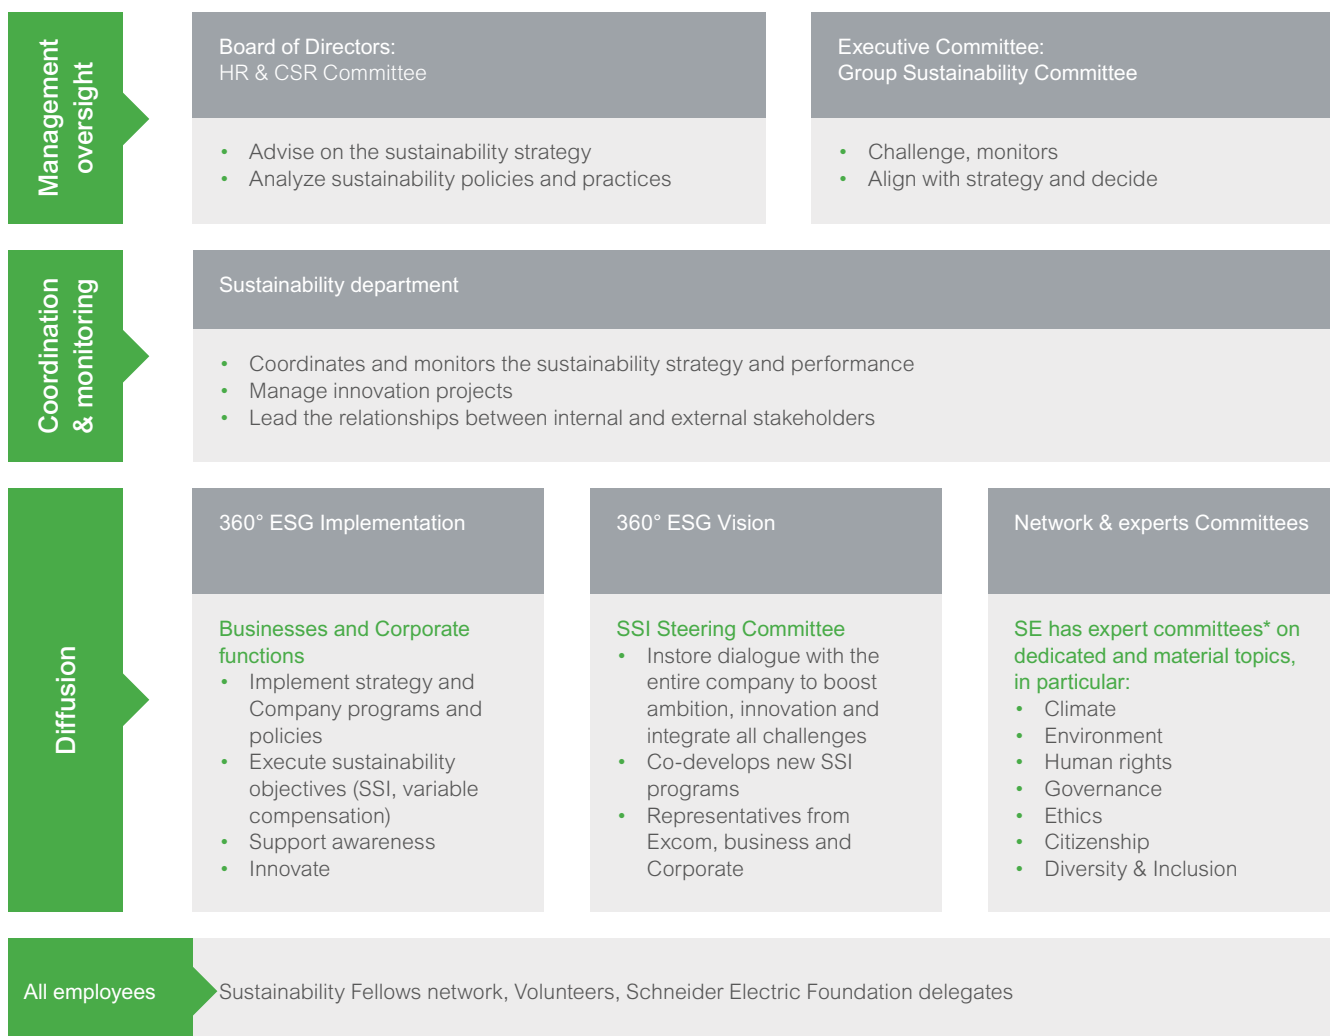 Management
oversight
Board of Directors:
HR & CSR Committee
• Advise on the sustainability strategy
• Analyze sustainability policies and practices
Executive Committee:
Group Sustainability Committee
• Challenge, monitors
• Align with strategy and decide
Coordination
& monitoring
Sustainability department
• Coordinates and monitors the sustainability strategy and performance
• Manage innovation projects
• Lead the relationships between internal and external stakeholders
Diffusion
360° ESG Implementation
Businesses and Corporate
functions
• Implement strategy and
Company programs and
policies
• Execute sustainability
objectives (SSI, variable
compensation)
• Support awareness
• Innovate
360° ESG Vision
SSI Steering Committee
• Instore dialogue with the
entire company to boost
ambition, innovation and
integrate all challenges
• Co-develops new SSI
programs
• Representatives from
Excom, business and
Corporate
Network & experts Committees
SE has expert committees* on
dedicated and material topics,
in particular:
• Climate
• Environment
• Human rights
• Governance
• Ethics
• Citizenship
• Diversity & Inclusion
All employees
Sustainability Fellows network, Volunteers, Schneider Electric Foundation delegates